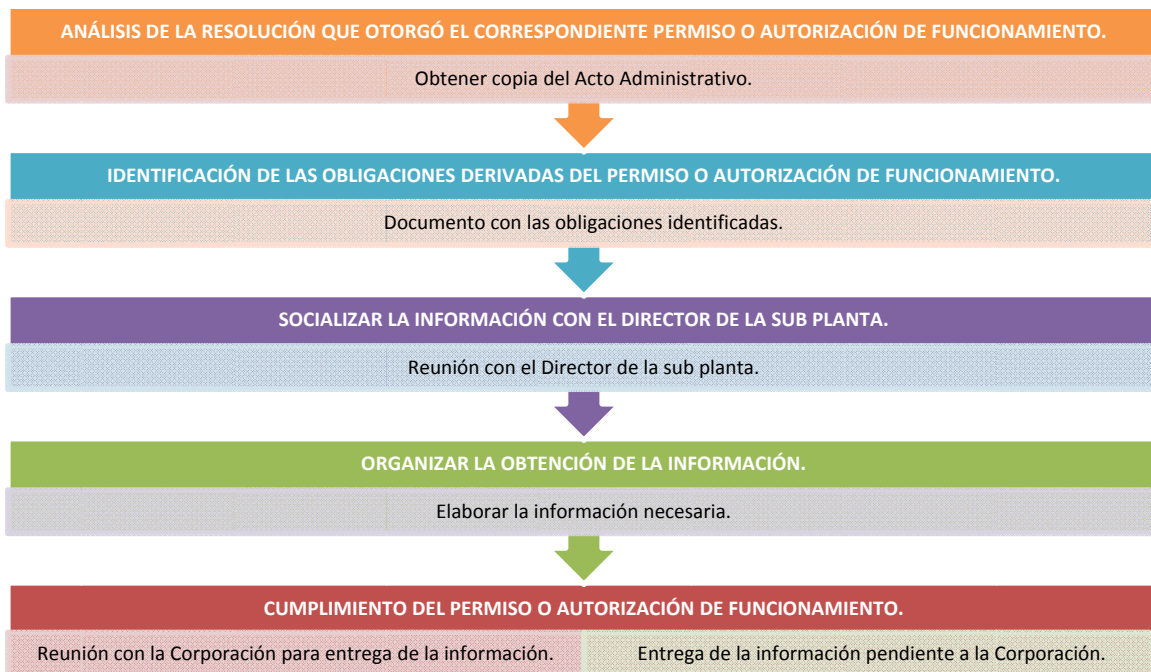 ANÁLISIS DE LA RESOLUCIÓN QUE OTORGÓ EL CORRESPONDIENTE PERMISO O AUTORIZACIÓN DE FUNCIONAMIENTO.
Obtener copia del Acto Administrativo.
IDENTIFICACIÓN DE LAS OBLIGACIONES DERIVADAS DEL PERMISO O AUTORIZACIÓN DE FUNCIONAMIENTO.
Documento con las obligaciones identificadas.
SOCIALIZAR LA INFORMACIÓN CON EL DIRECTOR DE LA SUB PLANTA.
Reunión con el Director de la sub planta.
ORGANIZAR LA OBTENCIÓN DE LA INFORMACIÓN.
Elaborar la información necesaria.
CUMPLIMIENTO DEL PERMISO O AUTORIZACIÓN DE FUNCIONAMIENTO.
Reunión con la Corporación para entrega de la información.
Entrega de la información pendiente a la Corporación.